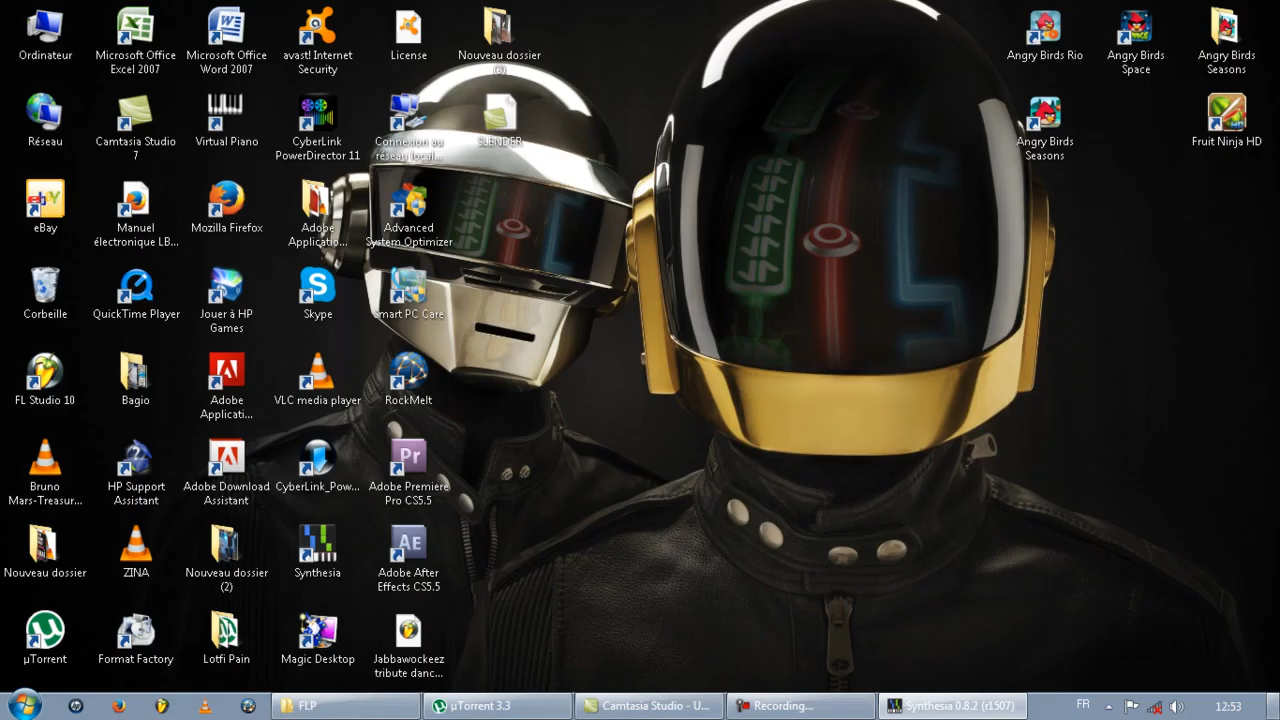 Ordinateur
Microsoft Office
Excel 2007
Microsoft Office
Word 2007
avast! Internet
Security
License
Nouveau dossier
(3)
Angry Birds Rio
Angry Birds
Space
Angry Birds
Seasons
Réseau
Camtasia Studio
7
Virtual Piano
CyberLink
PowerDirector 11
Connexion au
réseau local...
SLENDER
Angry Birds
Seasons
Fruit Ninja HD
eBay
Manuel
électronique LB...
Mozilla Firefox
Adobe
Applicatio...
Advanced
System Optimizer
Corbeille
QuickTime Player
Jouer à HP
Games
Skype
Smart PC Care
FL Studio 10
Bagio
Adobe
Applicati...
VLC media player
RockMelt
Bruno
Mars-Treasur...
HP Support
Assistant
Adobe Download
Assistant
CyberLink_Pow...
Adobe Premiere
Pro CS5.5
Nouveau dossier
ZINA
Nouveau dossier
(2)
Synthesia
Adobe After
Effects CS5.5
µTorrent
Format Factory
Lotfi Pain
Magic Desktop
Jabbawockeez
tribute danc...
FLP
µTorrent 3.3
Camtasia Studio - U...
Recording...
Synthesia 0.8.2 (r1507)
FR
12:53